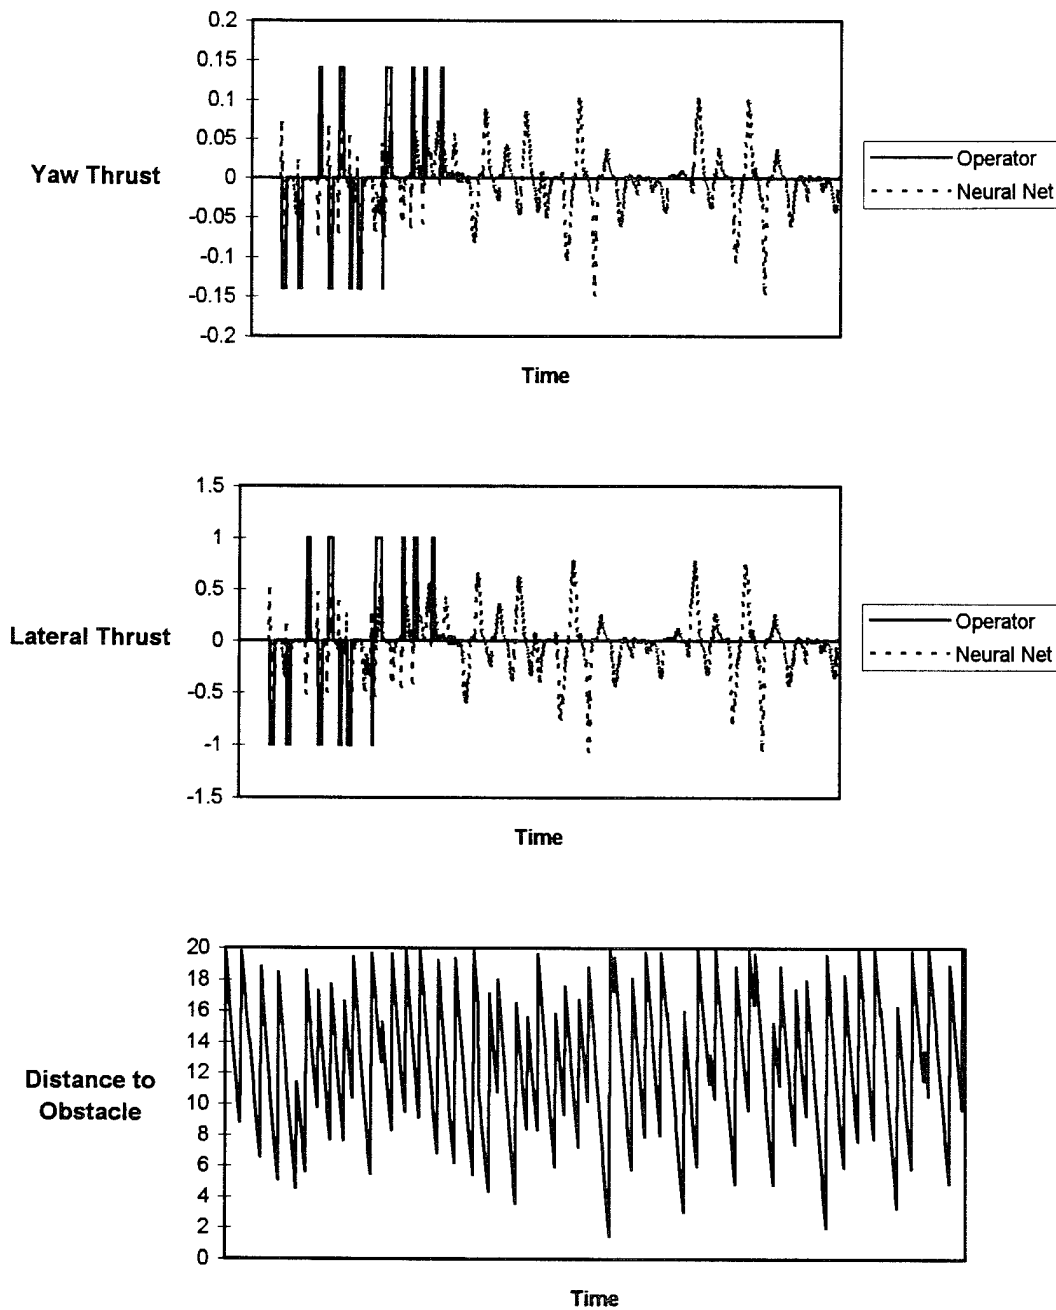 0.2
0.15
0.1
0.05
0
-0.05
-0.1
-0.15
-0.2
Yaw Thrust
Operator
Neural Net
Time
1.5
1
0.5
0
-0.5
-1
-1.5
Lateral Thrust
Operator
Neural Net
Time
20
18
16
14
12
10
8
6
4
2
0
Distance to
Obstacle
Time